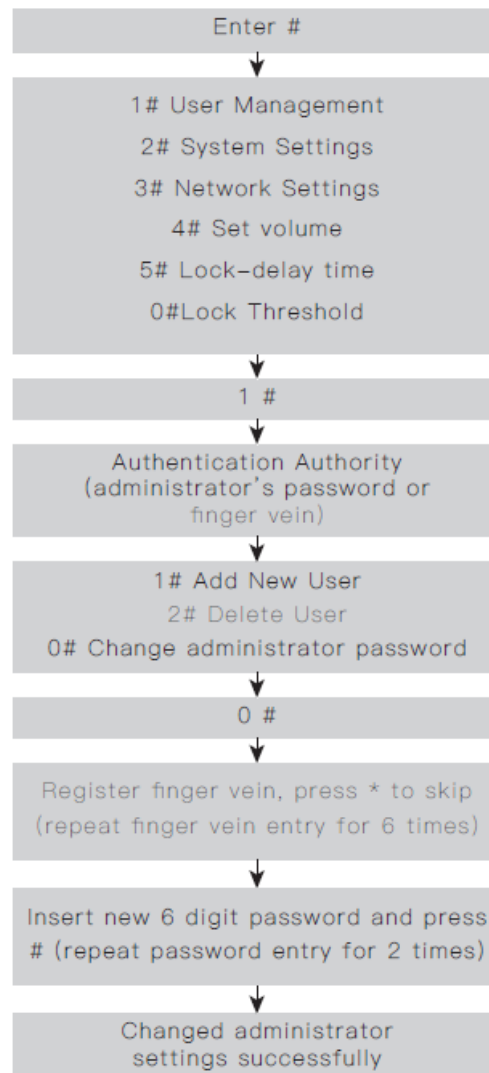 Enter #
1# User Management
2# System Settings
3# Network Settings
4# Set volume
5# Lock-delay time
0#Lock Threshold
1 #
Authentication Authority
(administrator's password or
finger vein)
1# Add New User
2# Delete User
0# Change administrator password
0 #
Register finger vein, press * to skip
(repeat finger vein entry for 6 times)
Insert new 6 digit password and press
# (repeat password entry for 2 times)
Changed administrator
settings successfully